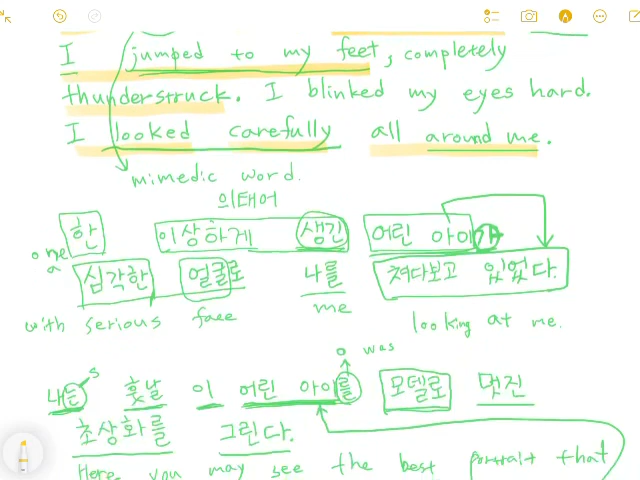 I jumped to my feet, completely
thunderstruck. I blinked my eyes hard.
I looked carefully all around me.
mimedic word.
의태어
한 이상하게 생긴 어린 아이가
one
a
심각한 얼굴로 나를 쳐다보고 있었다.
with serious face me looking at me.
o was
s
나는 훗날 이 어린 아이를 모델로 멋진
초상화를 그린다.
Here you may see the best portrait that